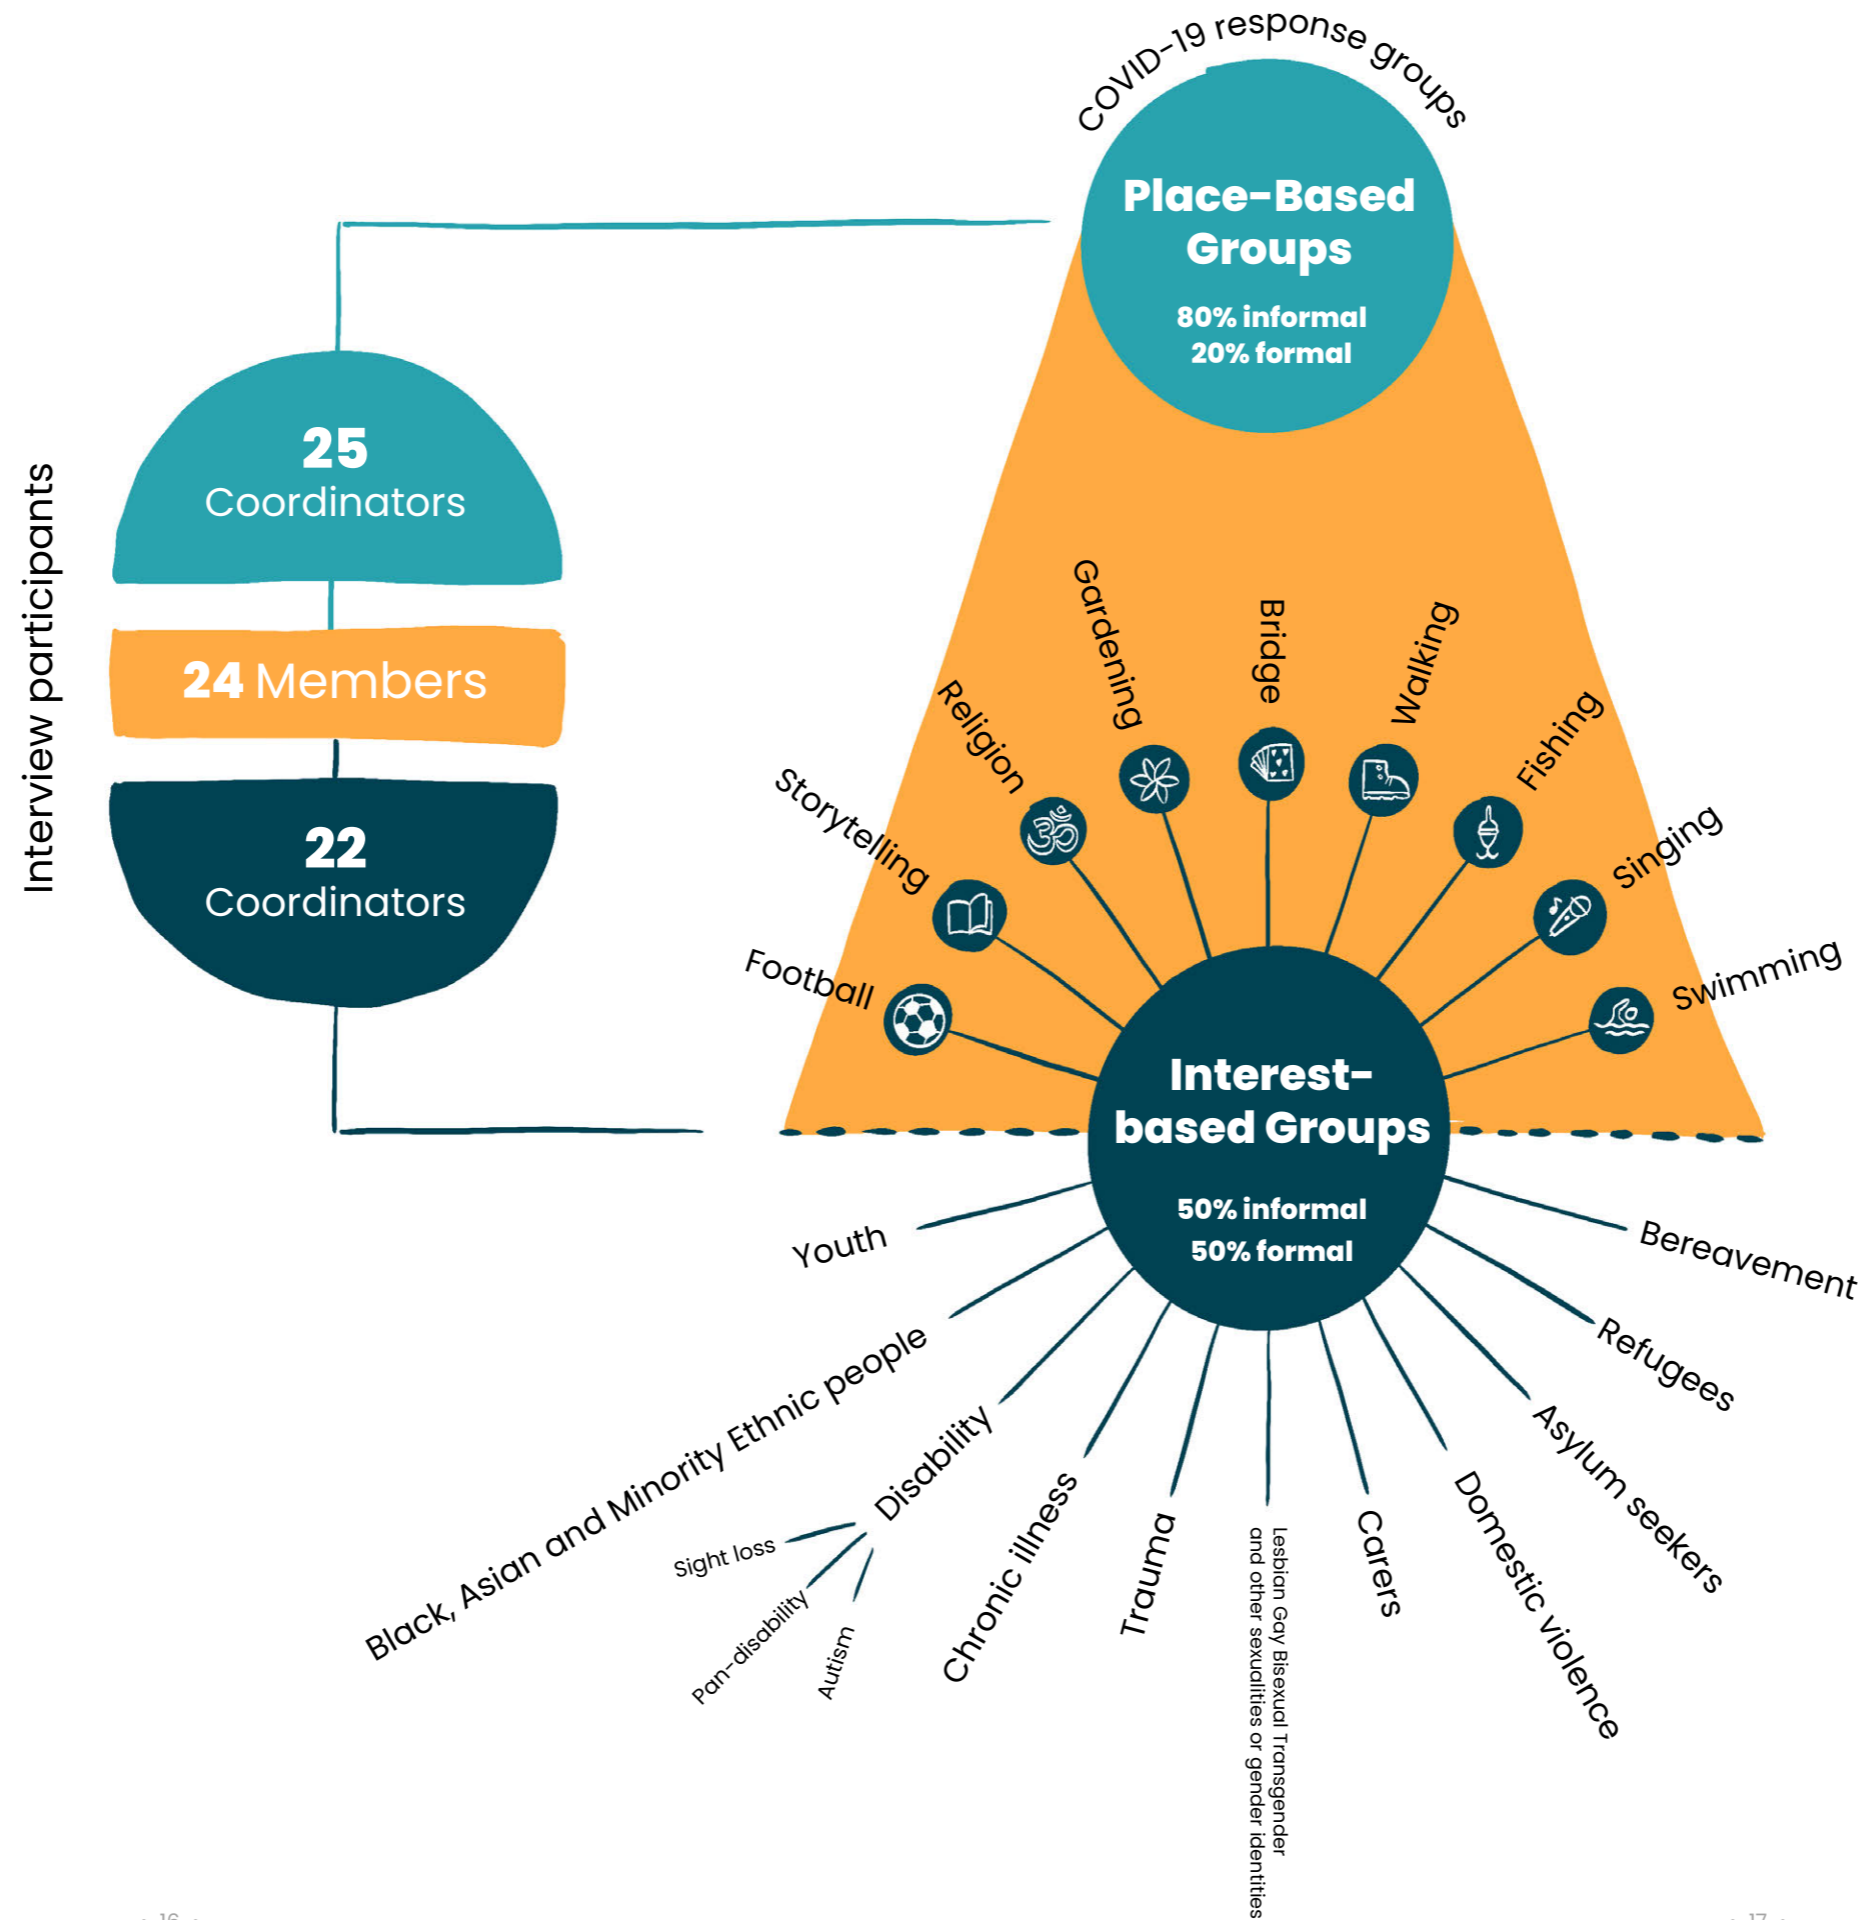 COVID-19 response groups
Place-Based
Groups
80% informal
20% formal
Interview participants
25
Coordinators
24 Members
22
Coordinators
Football
Storytelling
Religion
Gardening
Bridge
Walking
Fishing
Singing
Swimming
Interest-
based Groups
50% informal
50% formal
Youth
Black, Asian and Minority Ethnic people
Disability
Sight loss
Pan-disability
Autism
Chronic illness
Trauma
Lesbian Gay Bisexual Transgender
and other sexualities or gender identities
Carers
Domestic violence
Asylum seekers
Refugees
Bereavement
16
17